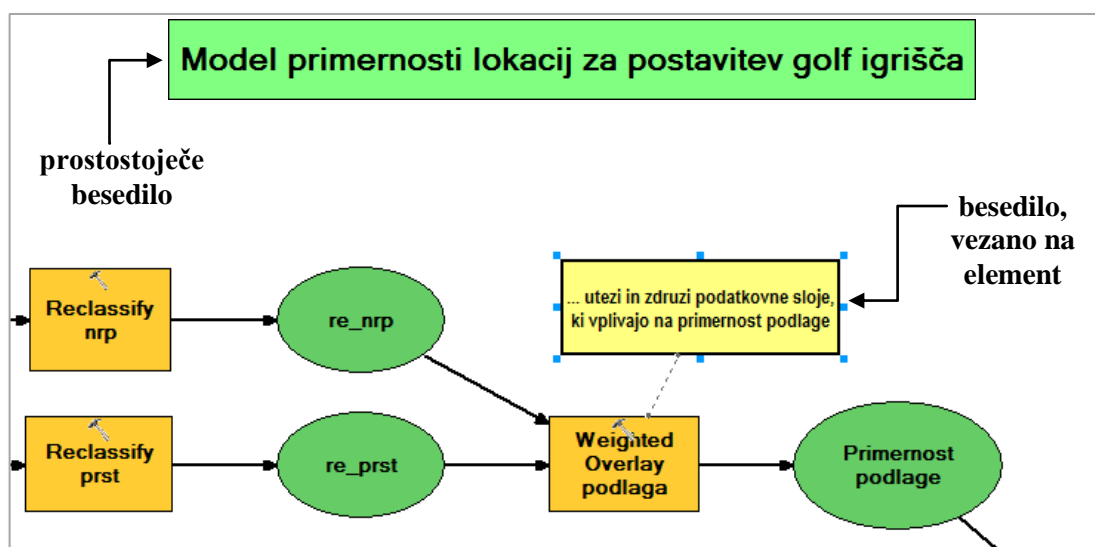 Model primernosti lokacij za postavitev golf igrišča
prostostoječe
besedilo
besedilo,
vezano na
element
... utezi in zdruzi podatkovne sloje,
ki vplivajo na primernost podlage
Reclassify
nrp
re_nrp
Reclassify
prst
re_prst
Weighted
Overlay
podlaga
Primernost
podlage